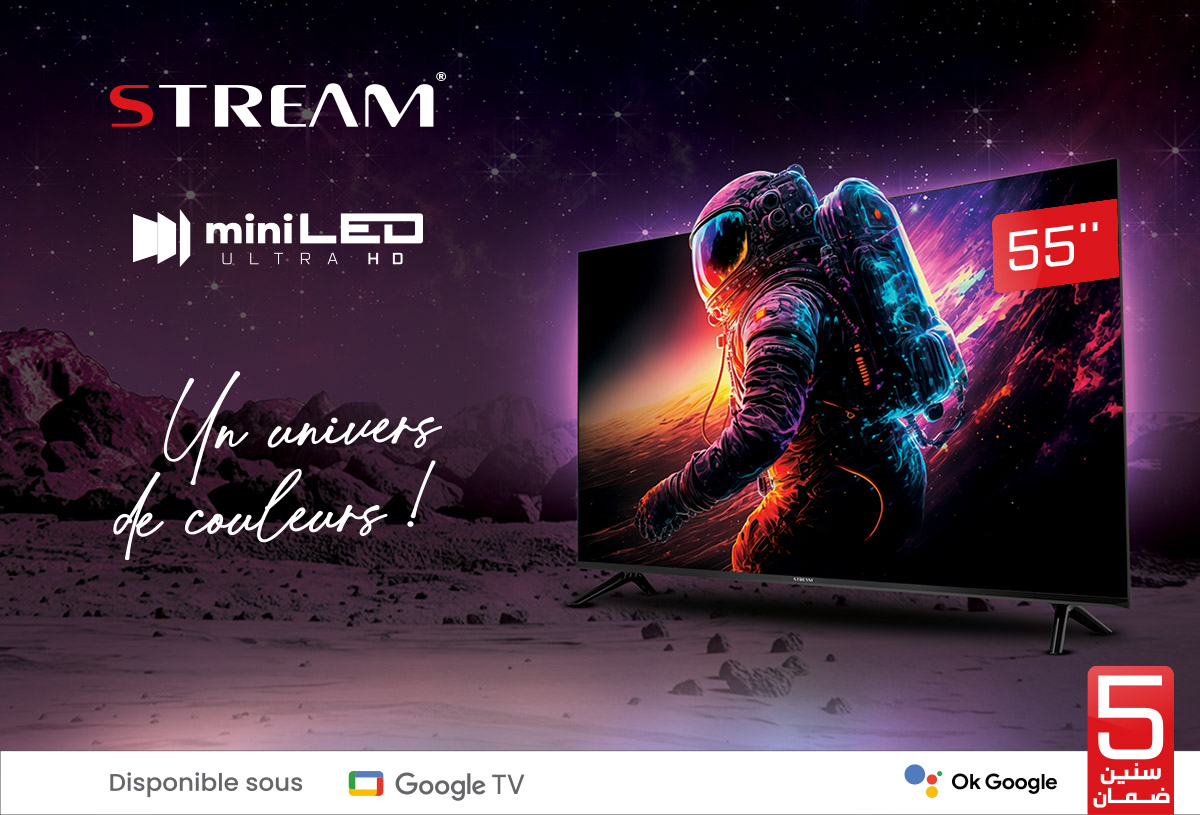 STREAM®
miniLED
ULTRA HD
55''
Un univers
de couleurs !
STREAM
Disponible sous Google TV
Ok Google
5
سنين
ضمان